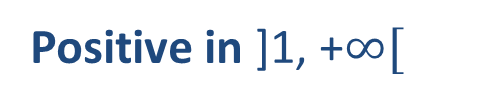 Positive in ]1, +∞[